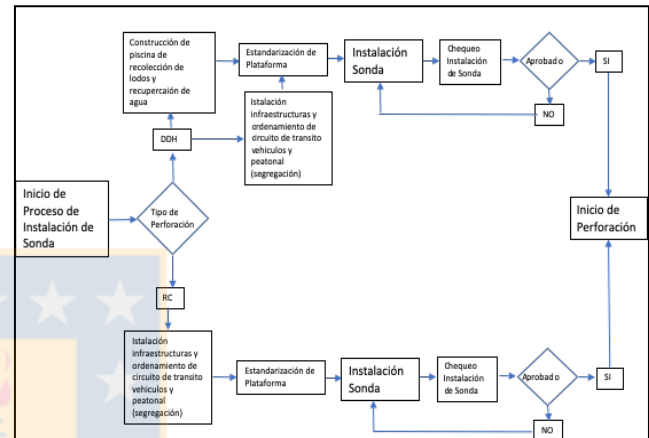 Construcción de
piscina de
recolección de
lodos y
recupercaión de
agua
Estandarización de
Plataforma
Instalación
Sonda
Chequeo
Instalación
de Sonda
Aprobado
SI
NO
DDH
Istalación
infraestructuras y
ordenamiento de
circuito de transito
vehiculos y
peatonal
(segregación)
Inicio de
Proceso de
Instalación de
Sonda
Tipo de
Perforación
Inicio de
Perforación
RC
Istalación
infraestructuras y
ordenamiento de
circuito de transito
vehiculos y
peatonal
(segregación)
Estandarización de
Plataforma
Instalación
Sonda
Chequeo
Instalación
de Sonda
Aprobado
SI
NO